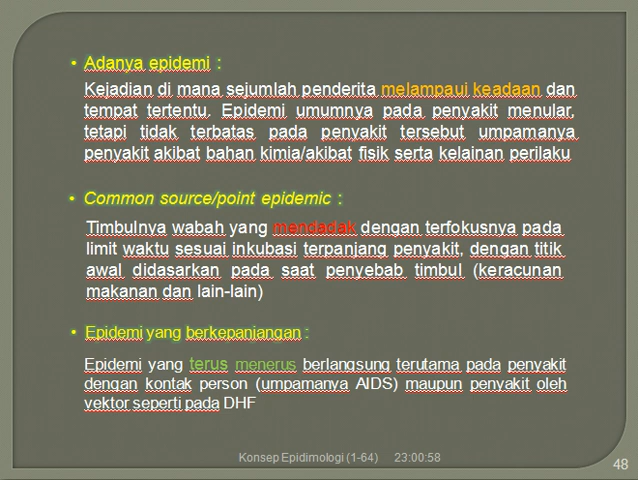 • Adanya epidemi :
Kejadian di mana sejumlah penderita melampaui keadaan dan
tempat tertentu. Epidemi umumnya pada penyakit menular,
tetapi tidak terbatas pada penyakit tersebut umpamanya
penyakit akibat bahan kimia/akibat fisik serta kelainan perilaku
• Common source/point epidemic :
Timbulnya wabah yang mendadak dengan terfokusnya pada
limit waktu sesuai inkubasi terpanjang penyakit, dengan titik
awal didasarkan pada saat penyebab timbul (keracunan
makanan dan lain-lain)
• Epidemi yang berkepanjangan :
Epidemi yang terus menerus berlangsung terutama pada penyakit
dengan kontak person (umpamanya AIDS) maupun penyakit oleh
vektor seperti pada DHF
Konsep Epidimologi (1-64) 23:00:58
48